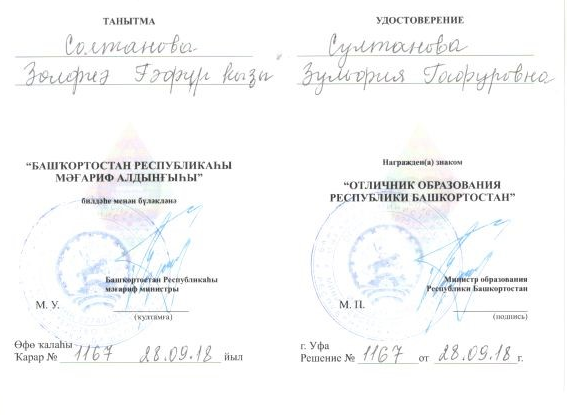 ТАНЫТМА
Солтанова
Зөлфиә Гәфүр кызы
“БАШҠОРТОСТАН РЕСПУБЛИКАҺЫ
МӘҒАРИФ АЛДЫНҒЫҺЫ”
билдәһе менән бүләкләнә
Башҡортостан Республикаһы
мәғариф министры
М. У.
(ҡултамға)
Өфө ҡалаһы
Ҡарар № 1167 28.09.18 йыл
УДОСТОВЕРЕНИЕ
Султанова
Зульфия Гафуровна
Награжден(а) знаком
“ОТЛИЧНИК ОБРАЗОВАНИЯ
РЕСПУБЛИКИ БАШКОРТОСТАН”
Министр образования
Республики Башкортостан
М. П.
(подпись)
г. Уфа
Решение № 1167 от 28.09.18 г.